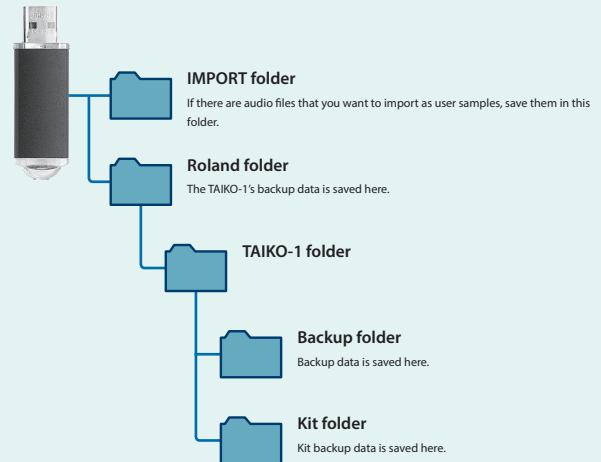 IMPORT folder
If there are audio files that you want to import as user samples, save them in this
folder.
Roland folder
The TAIKO-1’s backup data is saved here.
TAIKO-1 folder
Backup folder
Backup data is saved here.
Kit folder
Kit backup data is saved here.